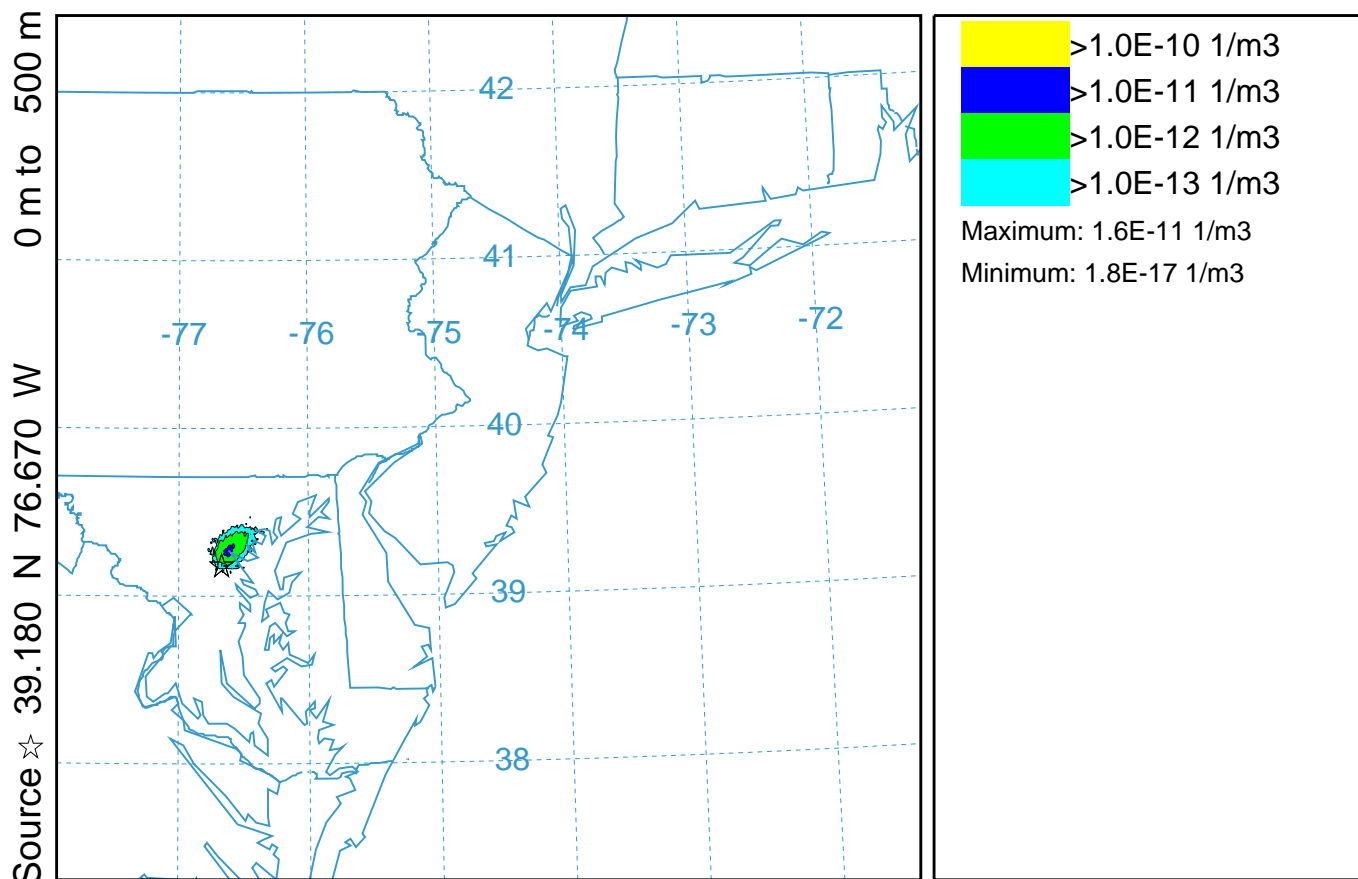 Source ☆ 39.180 N 76.670 W 0 m to 500 m
42
41
-77 -76 -75 -74 -73 -72
40
39
38
>1.0E-10 1/m3
>1.0E-11 1/m3
>1.0E-12 1/m3
>1.0E-13 1/m3
Maximum: 1.6E-11 1/m3
Minimum: 1.8E-17 1/m3